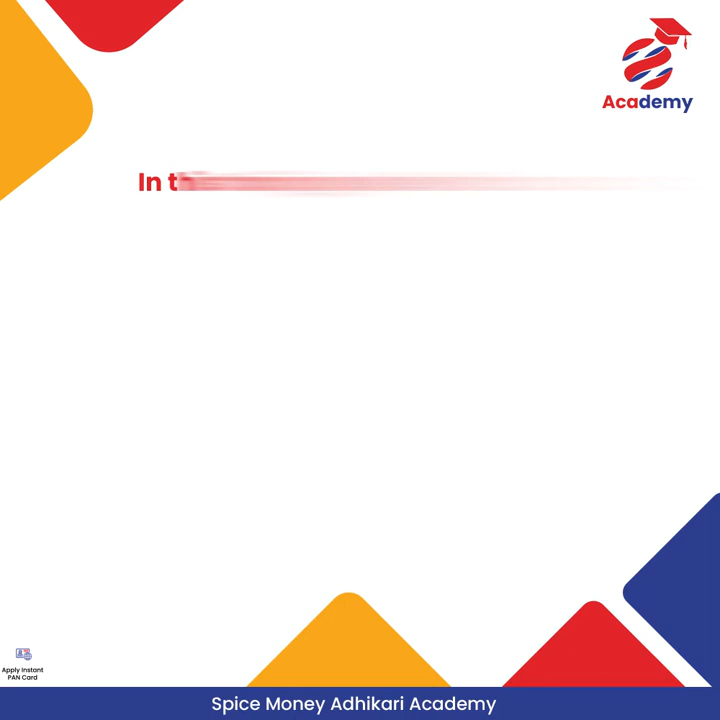 Academy
In t
Apply Instant
PAN Card
Spice Money Adhikari Academy